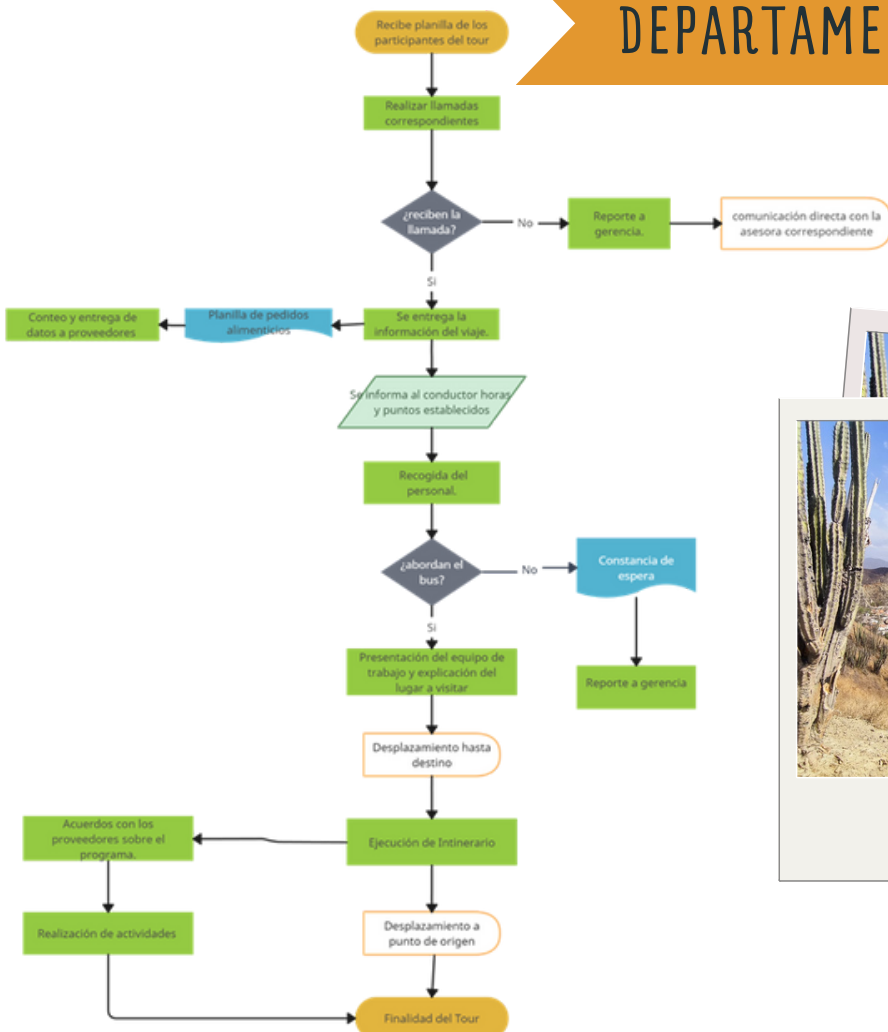 DEPARTAME
Recibe planilla de los
participantes del tour
Realizar llamadas
correspondientes
¿reciben la
llamada?
No
Reporte a
gerencia.
comunicación directa con la
asesora correspondiente
Si
Conteo y entrega de
datos a proveedores
Planilla de pedidos
alimenticios
Se entrega la
información del viaje.
Se informa al conductor horas
y puntos establecidos
Recogida del
personal.
¿abordan el
bus?
No
Constancia de
espera
Si
Presentación del equipo de
trabajo y explicación del
lugar a visitar
Reporte a gerencia
Desplazamiento hasta
destino
Acuerdos con los
proveedores sobre el
programa.
Ejecución de Intinerario
Realización de actividades
Desplazamiento a
punto de origen
Finalidad del Tour